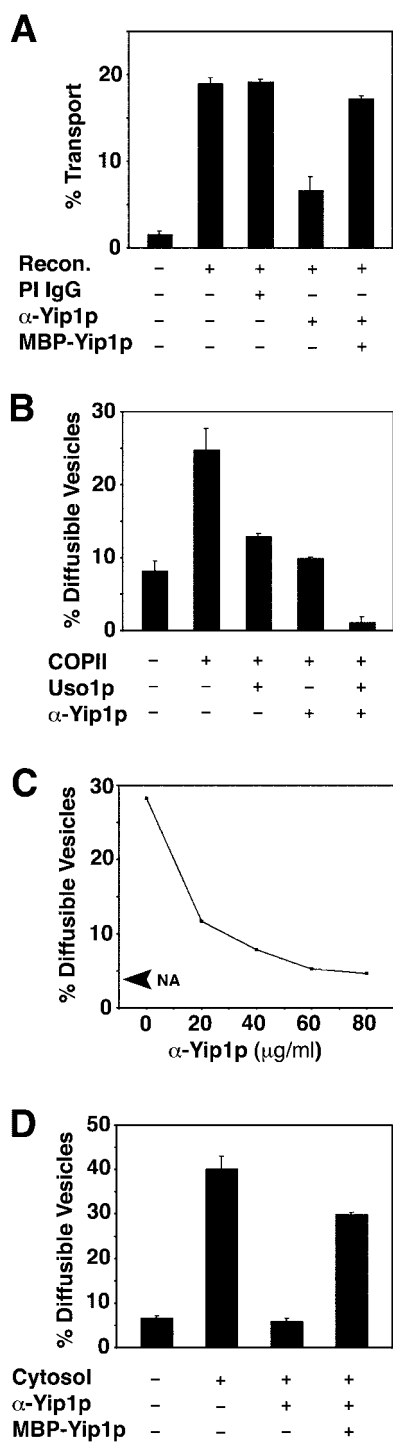 A
% Transport
20
10
0
Recon. – + + + +
PI IgG – – + – –
α-Yip1p – – – + +
MBP-Yip1p – – – – +
B
% Diffusible Vesicles
30
20
10
0
COPII – + + + +
Uso1p – – + – +
α-Yip1p – – – + +
C
% Diffusible Vesicles
30
20
10
0
NA
0 20 40 60 80
α-Yip1p (μg/ml)
D
% Diffusible Vesicles
50
40
30
20
10
0
Cytosol – + + +
α-Yip1p – – + +
MBP-Yip1p – – – +